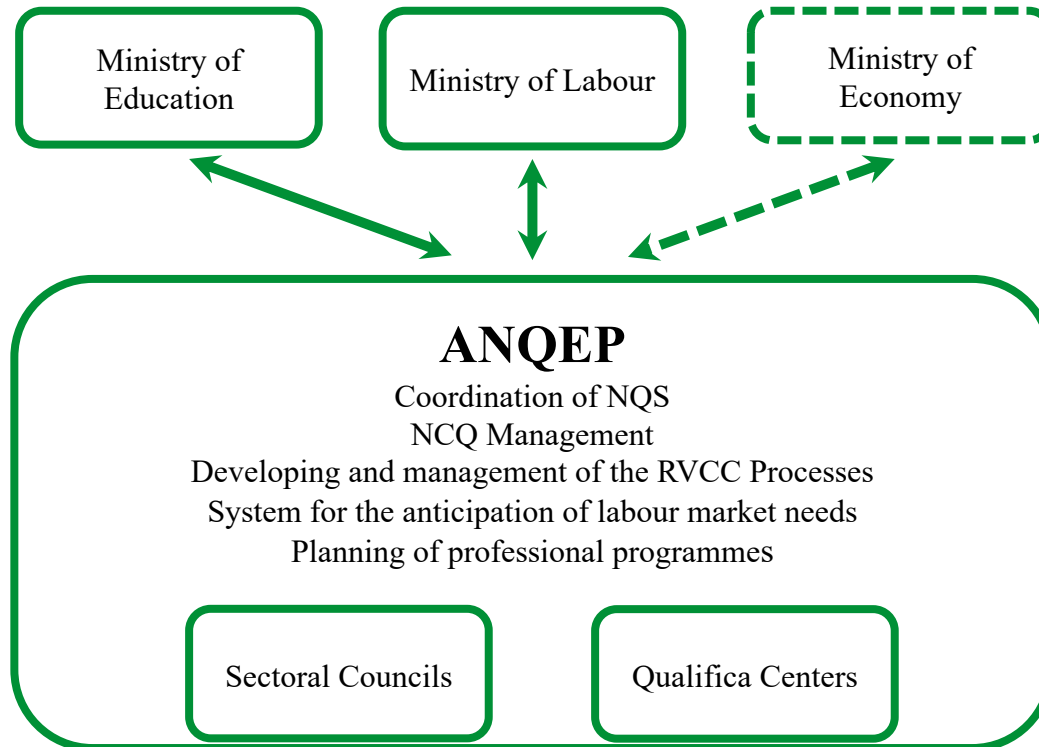 Ministry of
Education
Ministry of Labour
Ministry of
Economy
ANQEP
Coordination of NQS
NCQ Management
Developing and management of the RVCC Processes
System for the anticipation of labour market needs
Planning of professional programmes
Sectoral Councils
Qualifica Centers